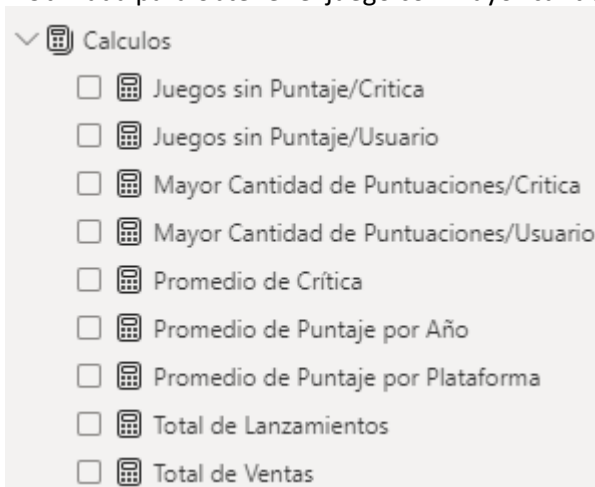 Calculos
Juegos sin Puntaje/Critica
Juegos sin Puntaje/Usuario
Mayor Cantidad de Puntuaciones/Critica
Mayor Cantidad de Puntuaciones/Usuario
Promedio de Crítica
Promedio de Puntaje por Año
Promedio de Puntaje por Plataforma
Total de Lanzamientos
Total de Ventas